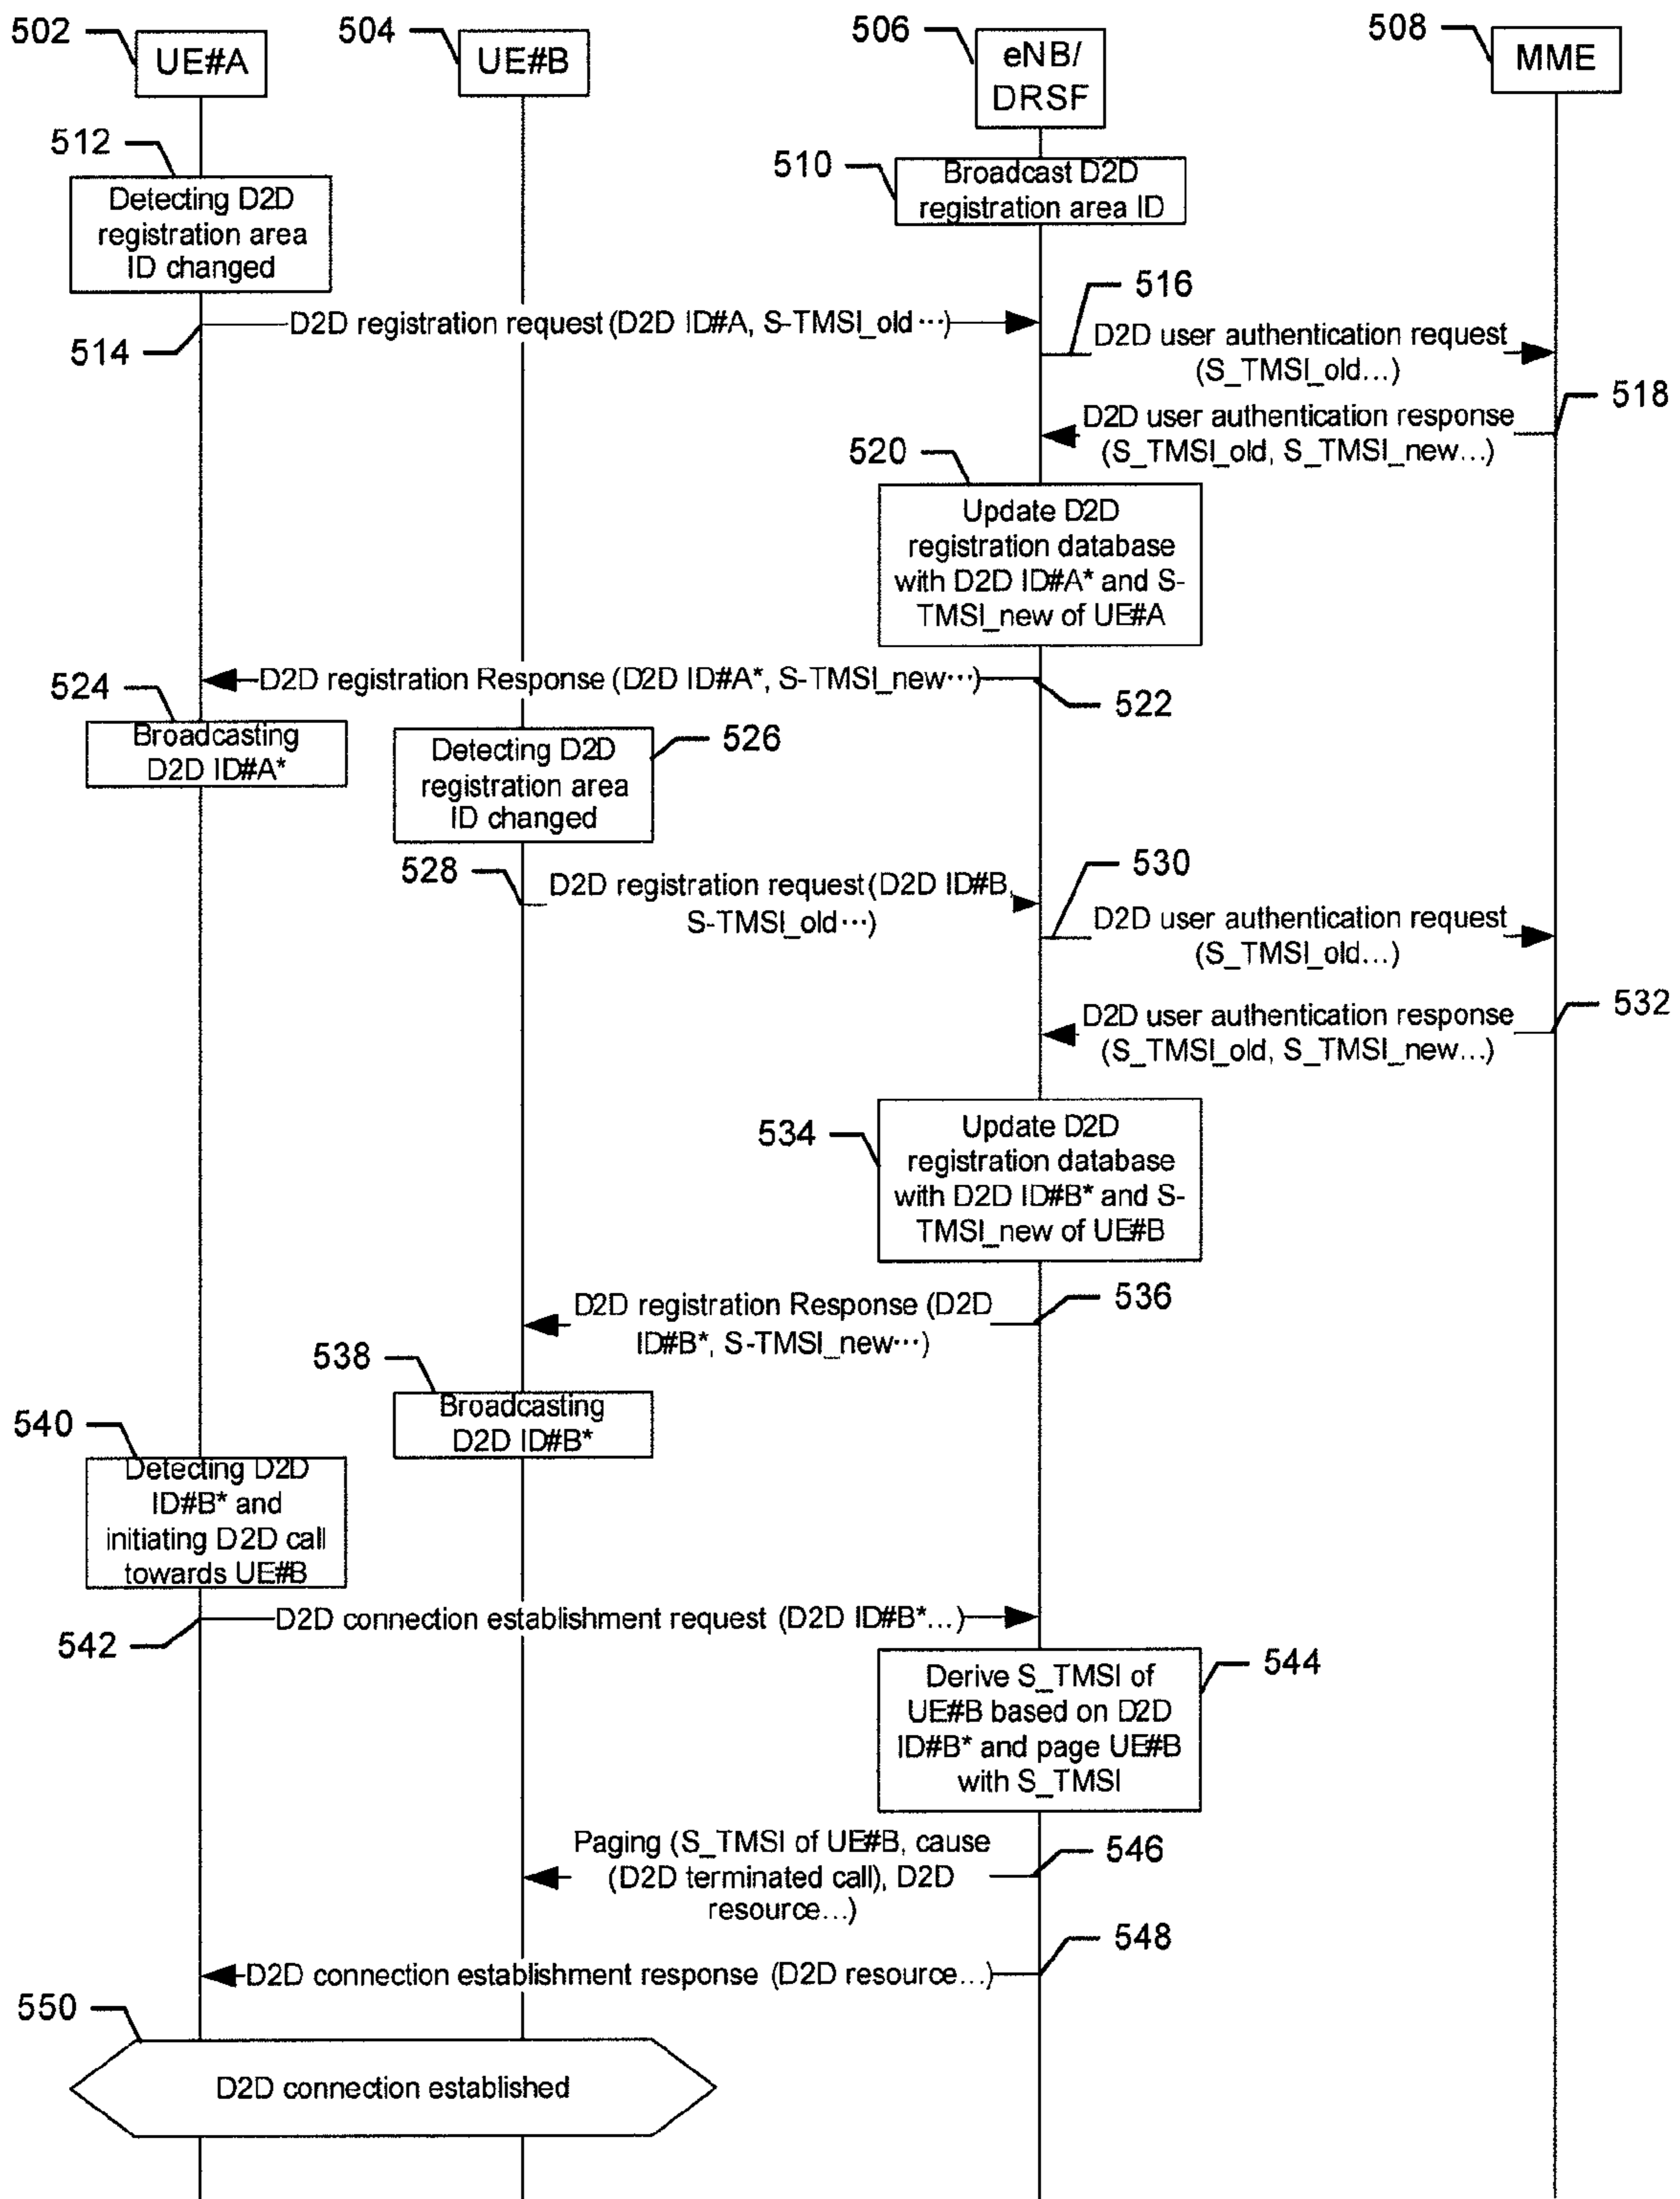 502
UE#A
504
UE#B
506
eNB/
DRSF
508
MME
512
Detecting D2D
registration area
ID changed
510
Broadcast D2D
registration area ID
514
D2D registration request (D2D ID#A, S-TMSI_old···)
516
D2D user authentication request
(S_TMSI_old...)
518
D2D user authentication response
(S_TMSI_old, S_TMSI_new...)
520
Update D2D
registration database
with D2D ID#A* and S-
TMSI_new of UE#A
D2D registration Response (D2D ID#A*, S-TMSI_new···)
522
524
Broadcasting
D2D ID#A*
526
Detecting D2D
registration area
ID changed
528
D2D registration request (D2D ID#B,
S-TMSI_old···)
530
D2D user authentication request
(S_TMSI_old...)
532
D2D user authentication response
(S_TMSI_old, S_TMSI_new...)
534
Update D2D
registration database
with D2D ID#B* and S-
TMSI_new of UE#B
536
D2D registration Response (D2D
ID#B*, S-TMSI_new···)
538
Broadcasting
D2D ID#B*
540
Detecting D2D
ID#B* and
initiating D2D call
towards UE#B
542
D2D connection establishment request (D2D ID#B*...)
544
Derive S_TMSI of
UE#B based on D2D
ID#B* and page UE#B
with S_TMSI
546
Paging (S_TMSI of UE#B, cause
(D2D terminated call), D2D
resource...)
548
D2D connection establishment response (D2D resource...)
550
D2D connection established